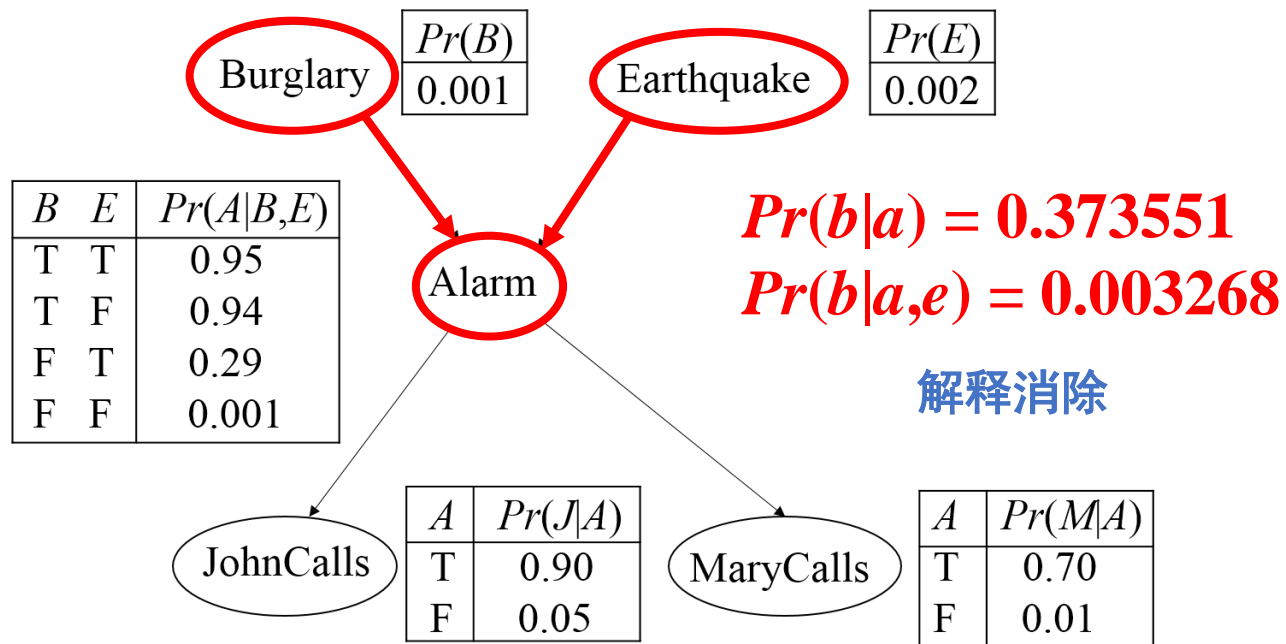 Burglary
Pr(B)
0.001
Earthquake
Pr(E)
0.002
B E Pr(A|B,E)
T T 0.95
T F 0.94
F T 0.29
F F 0.001
Alarm
Pr(b|a) = 0.373551
Pr(b|a,e) = 0.003268
解释消除
JohnCalls
A Pr(J|A)
T 0.90
F 0.05
MaryCalls
A Pr(M|A)
T 0.70
F 0.01